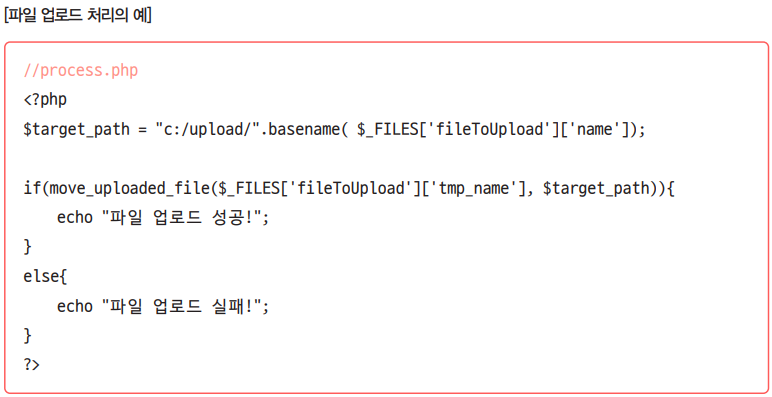 [파일 업로드 처리의 예]
//process.php
<?php
$target_path = "c:/upload/".basename( $_FILES['fileToUpload']['name']);
if(move_uploaded_file($_FILES['fileToUpload']['tmp_name'], $target_path)){
echo "파일 업로드 성공!";
}
else{
echo "파일 업로드 실패!";
}
?>